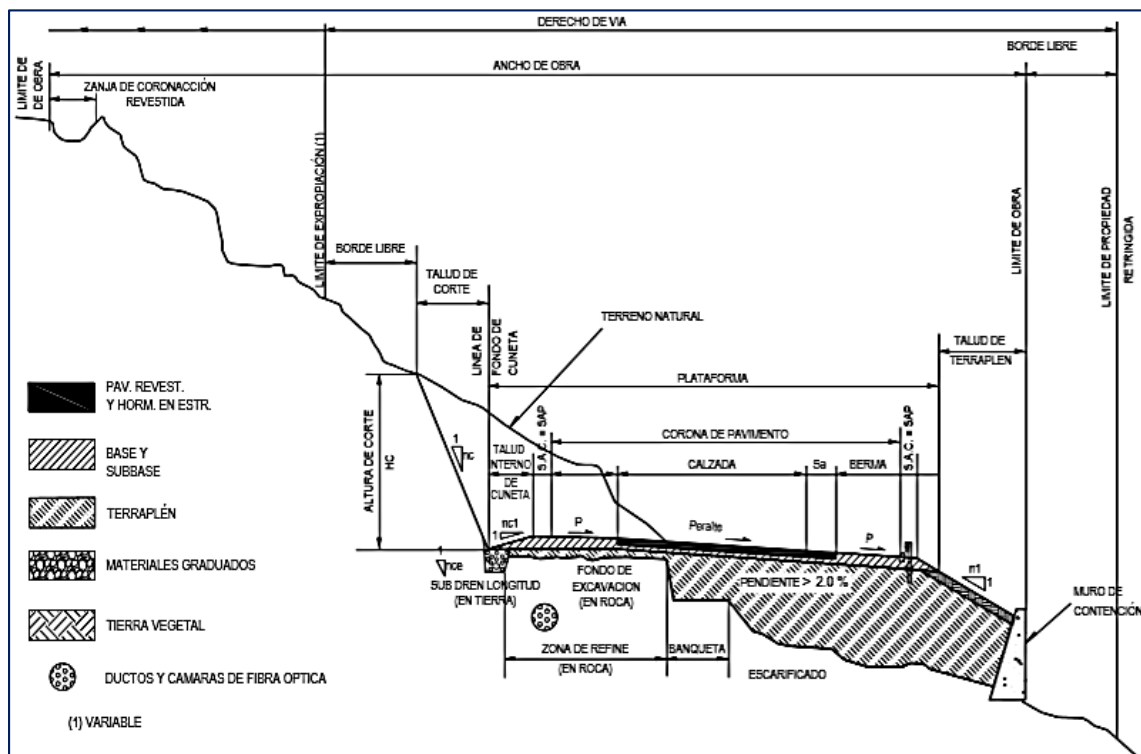 DERECHO DE VIA
BORDE LIBRE
ANCHO DE OBRA
LIMITE DE
DE OBRA
ZANJA DE CORONACCIÓN
REVESTIDA
LIMITE DE EXPROPIACIÓN (1)
BORDE LIBRE
TALUD DE
CORTE
LINEA DE
FONDO DE
CUNETA
TERRENO NATURAL
LIMITE DE OBRA
LIMITE DE PROPIEDAD
RETRINGIDA
TALUD DE
TERRAPLEN
PLATAFORMA
S.A.C. = SAP
CORONA DE PAVIMENTO
S.A.C. = SAP
TALUD
INTERNO
DE CUNETA
CALZADA
Sa
BERMA
ALTURA DE CORTE
HC
1
nc
nc1
1
P
Peralte
P
1
nce
SUB DREN LONGITUD
(EN TIERRA)
FONDO DE
EXCAVACION
(EN ROCA)
PENDIENTE > 2.0 %
n1
1
MURO DE
CONTENCIÓN
ZONA DE REFINE
(EN ROCA)
BANQUETA
ESCARIFICADO
PAV. REVEST.
Y HORM. EN ESTR.
BASE Y
SUBBASE
TERRAPLÉN
MATERIALES GRADUADOS
TIERRA VEGETAL
DUCTOS Y CAMARAS DE FIBRA OPTICA
(1) VARIABLE